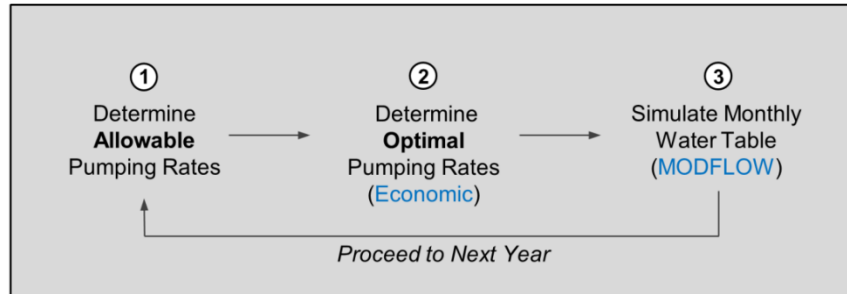 1
Determine
Allowable
Pumping Rates
2
Determine
Optimal
Pumping Rates
(Economic)
3
Simulate Monthly
Water Table
(MODFLOW)
Proceed to Next Year